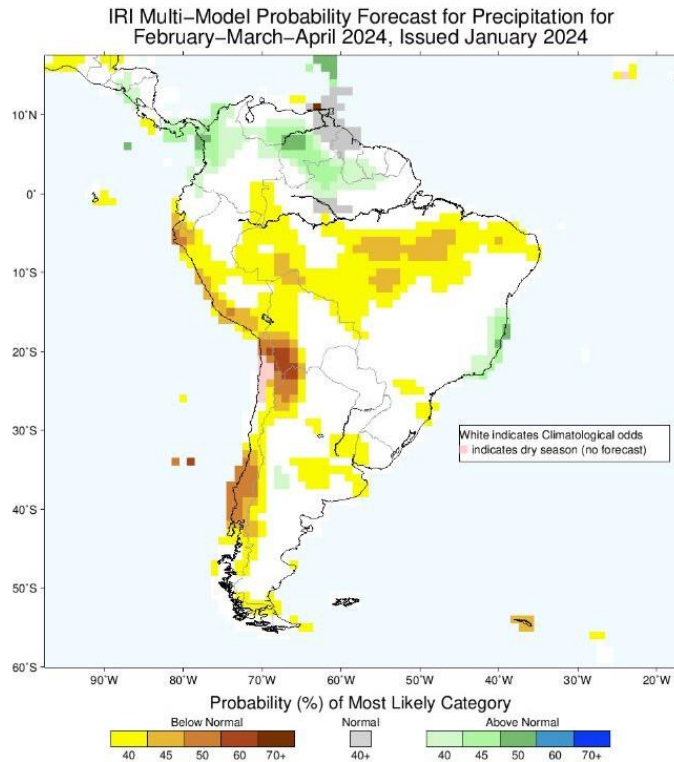 IRI Multi-Model Probability Forecast for Precipitation for
February-March-April 2024, Issued January 2024
10°N
0°
10°S
20°S
30°S
40°S
50°S
60°S
White indicates Climatological odds
indicates dry season (no forecast)
90°W 80°W 70°W 60°W 50°W 40°W 30°W 20°W
Probability (%) of Most Likely Category
Below Normal Normal Above Normal
40 45 50 60 70+ 40+ 40 45 50 60 70+